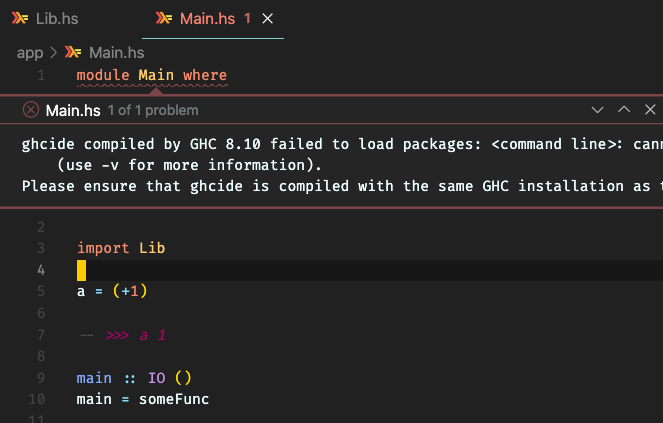 Lib.hs Main.hs 1
app Main.hs
1 module Main where
Main.hs 1 of 1 problem
ghcide compiled by GHC 8.10 failed to load packages: <command line>:
(use -v for more information).
Please ensure that ghcide is compiled with the same GHC installation as
2
3 import Lib
4
5 a = (+1)
6
7 -- >>> a 1
8
9 main :: IO ()
10 main = someFunc
11